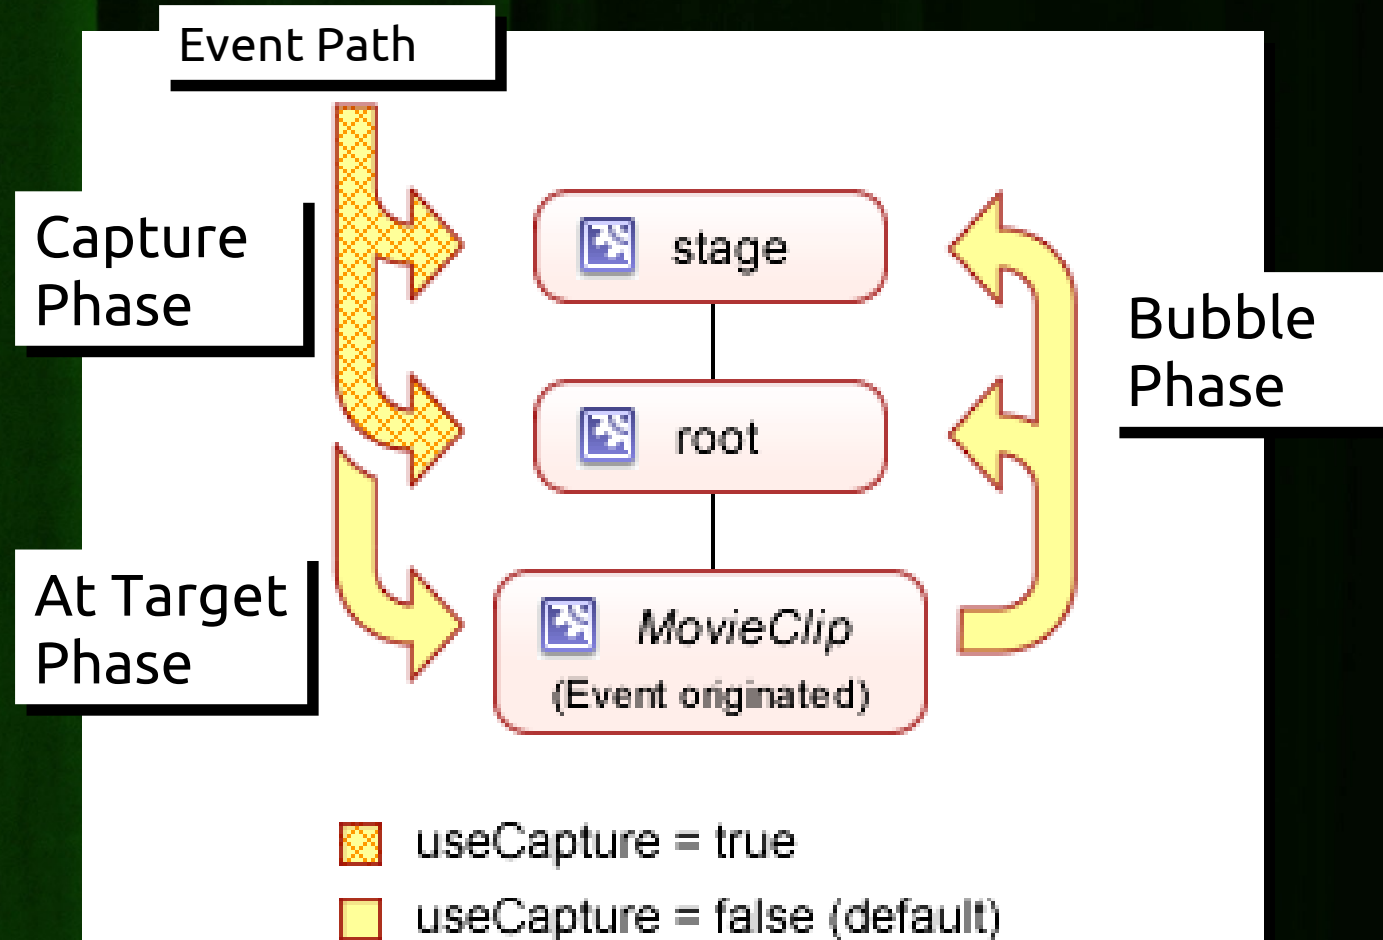 Event Path
Capture
Phase
stage
Bubble
Phase
root
At Target
Phase
MovieClip
(Event originated)
useCapture = true
useCapture = false (default)